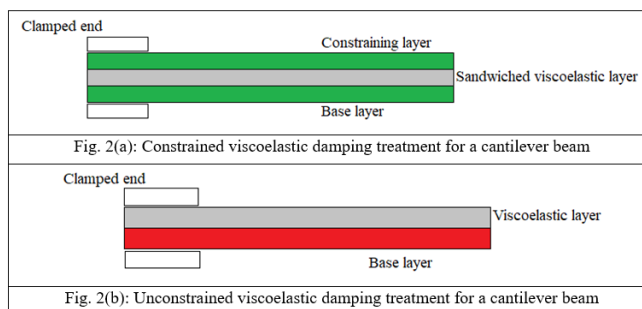 Clamped end
Constraining layer
Sandwiched viscoelastic layer
Base layer
Fig. 2(a): Constrained viscoelastic damping treatment for a cantilever beam
Clamped end
Viscoelastic layer
Base layer
Fig. 2(b): Unconstrained viscoelastic damping treatment for a cantilever beam